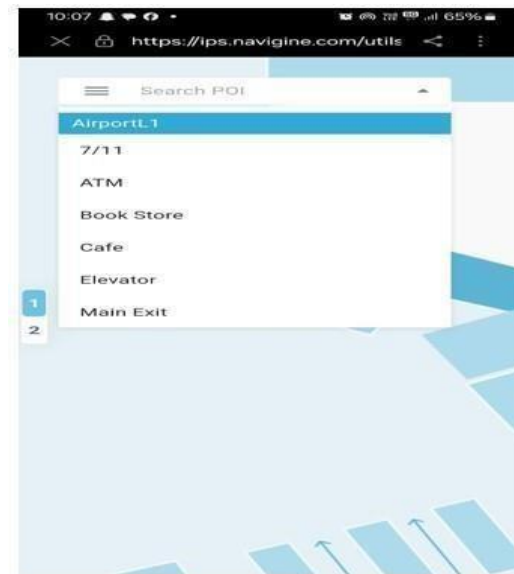 10:07 65%
https://ips.navigine.com/utils
Search POI
AirportL1
7/11
ATM
Book Store
Cafe
Elevator
1
Main Exit
2